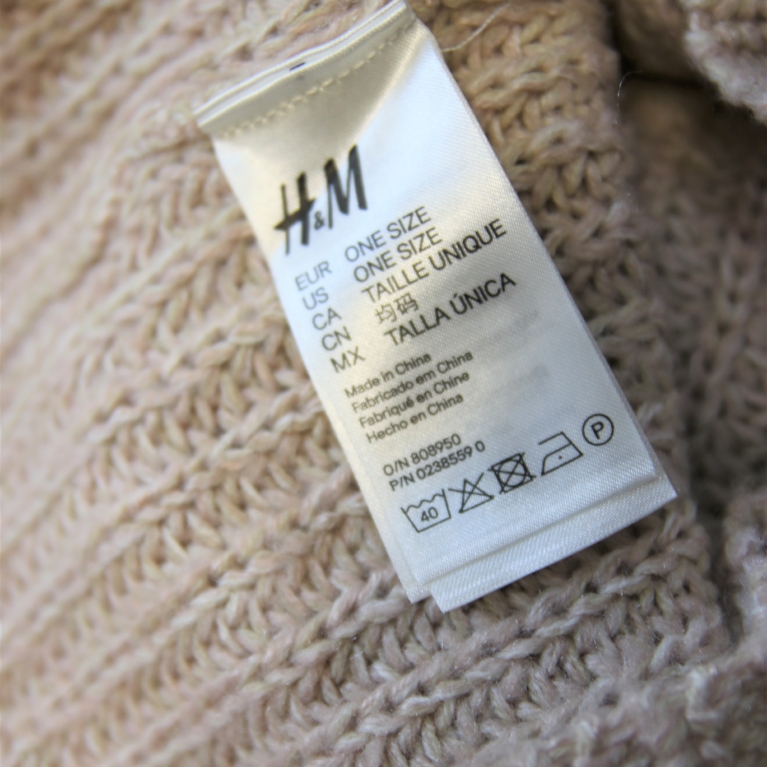 H&M
EUR ONE SIZE
US ONE SIZE
CA TAILLE UNIQUE
CN 均码
MX TALLA ÚNICA
Made in China
Fabricado em China
Fabriqué en Chine
Hecho en China
O/N 808950
P/N 0238559 0
40
P